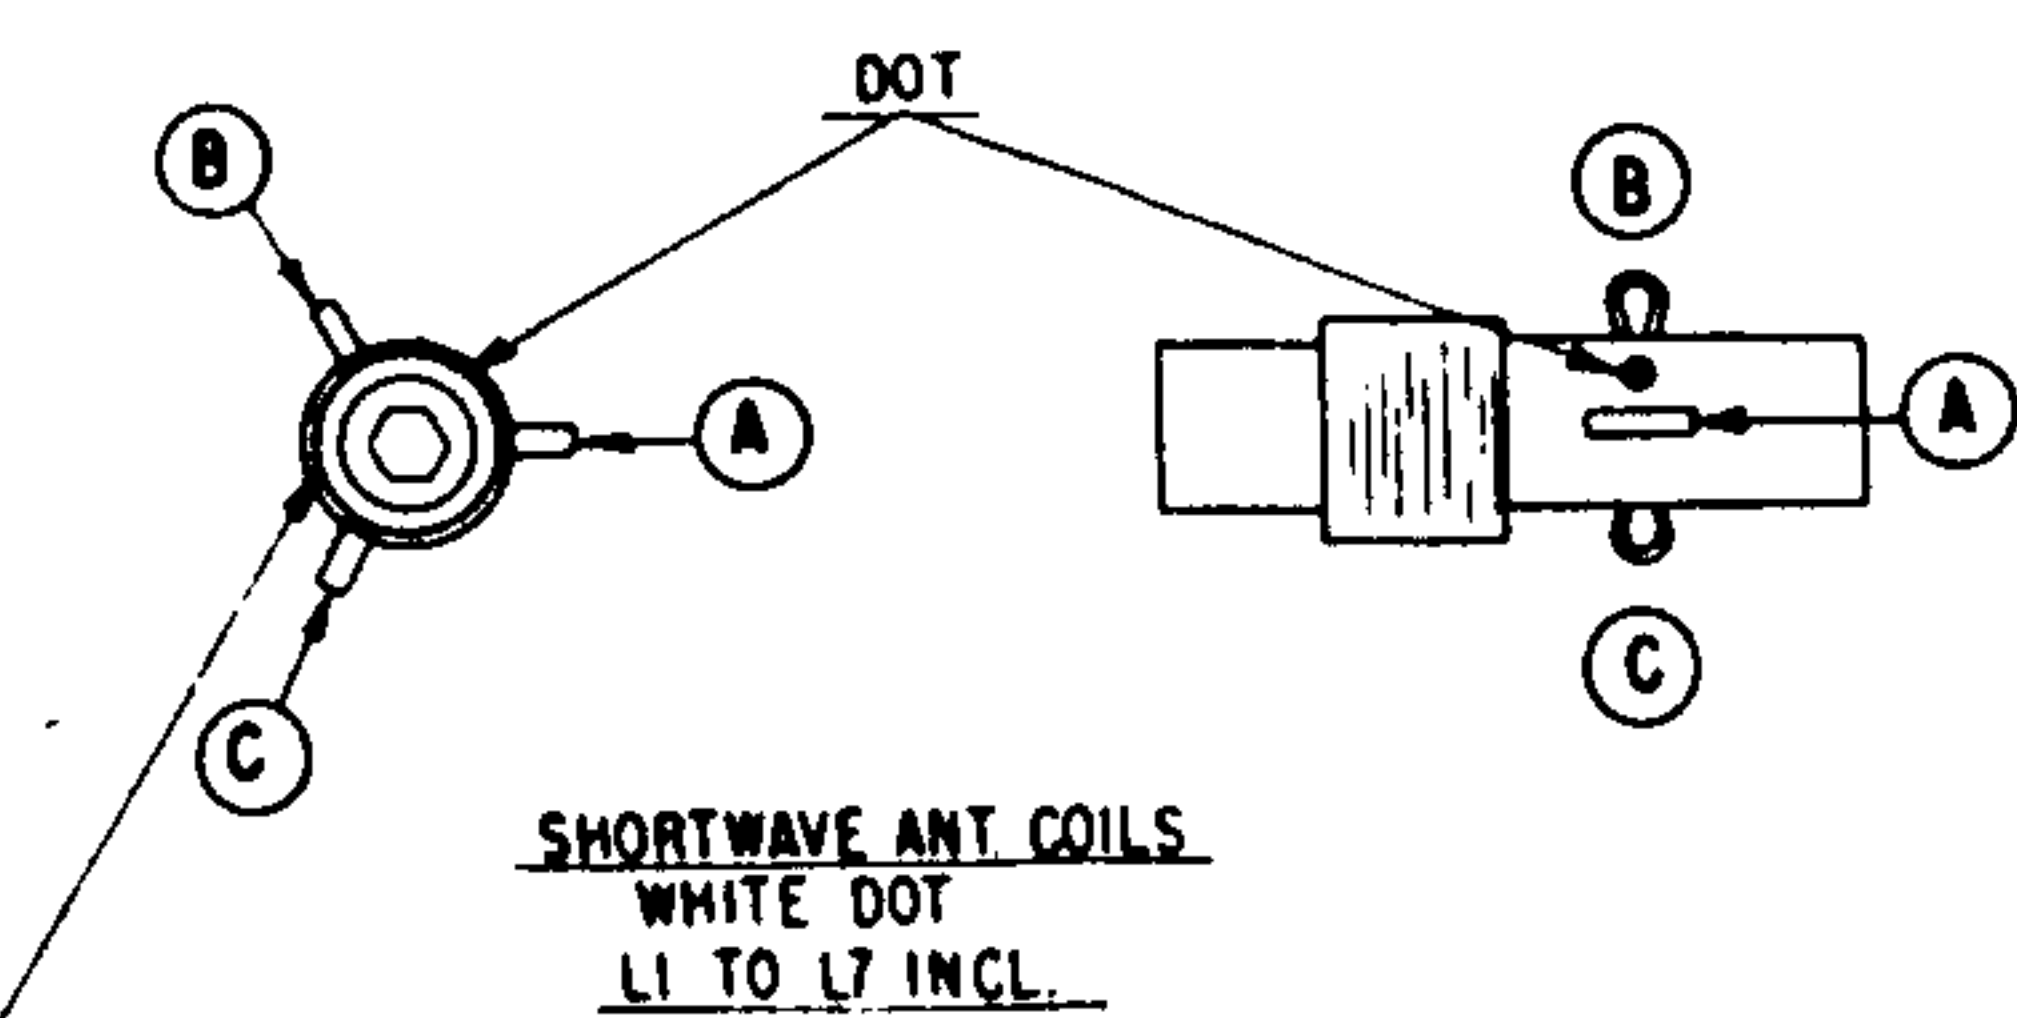 DOT
B
B
A
A
C
C
SHORTWAVE ANT COILS
WHITE DOT
L1 TO L7 INCL.